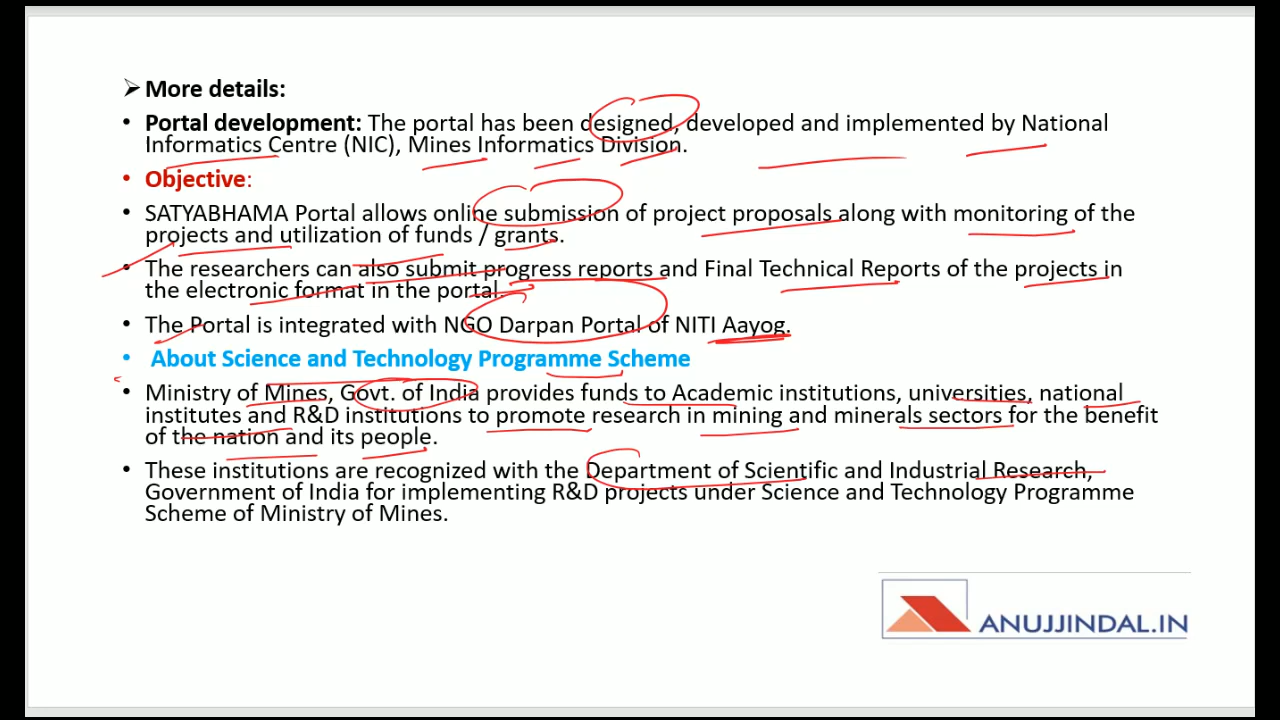 ➢ More details:
• Portal development: The portal has been designed, developed and implemented by National
Informatics Centre (NIC), Mines Informatics Division.
• Objective:
• SATYABHAMA Portal allows online submission of project proposals along with monitoring of the
projects and utilization of funds / grants.
• The researchers can also submit progress reports and Final Technical Reports of the projects in
the electronic format in the portal.
• The Portal is integrated with NGO Darpan Portal of NITI Aayog.
• About Science and Technology Programme Scheme
• Ministry of Mines, Govt. of India provides funds to Academic institutions, universities, national
institutes and R&D institutions to promote research in mining and minerals sectors for the benefit
of the nation and its people.
• These institutions are recognized with the Department of Scientific and Industrial Research,
Government of India for implementing R&D projects under Science and Technology Programme
Scheme of Ministry of Mines.
ANUJJINDAL.IN